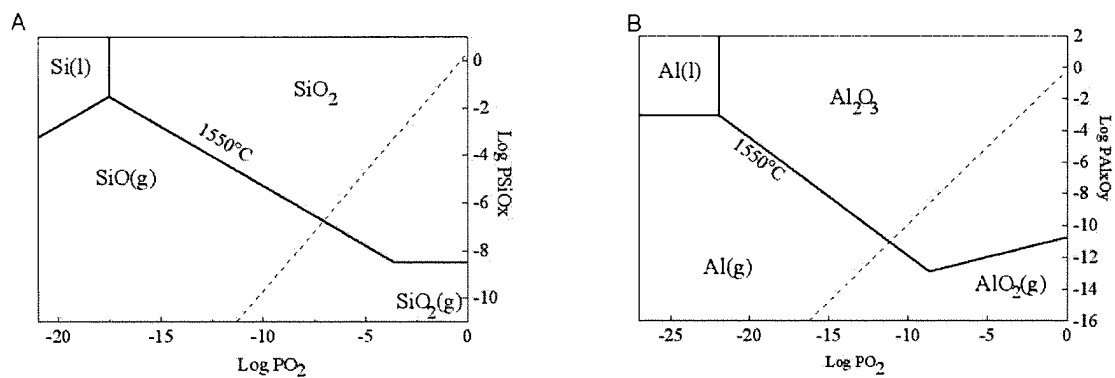 A
Si(l)
SiO₂
1550°C
SiO(g)
SiO₂(g)
0
-2
-4
-6
-8
-10
Log PSiOx
-20
-15
-10
-5
0
Log PO₂
B
Al(l)
Al₂O₃
1550°C
Al(g)
AlO₂(g)
2
0
-2
-4
-6
-8
-10
-12
-14
-16
Log PAlxOy
-25
-20
-15
-10
-5
0
Log PO₂